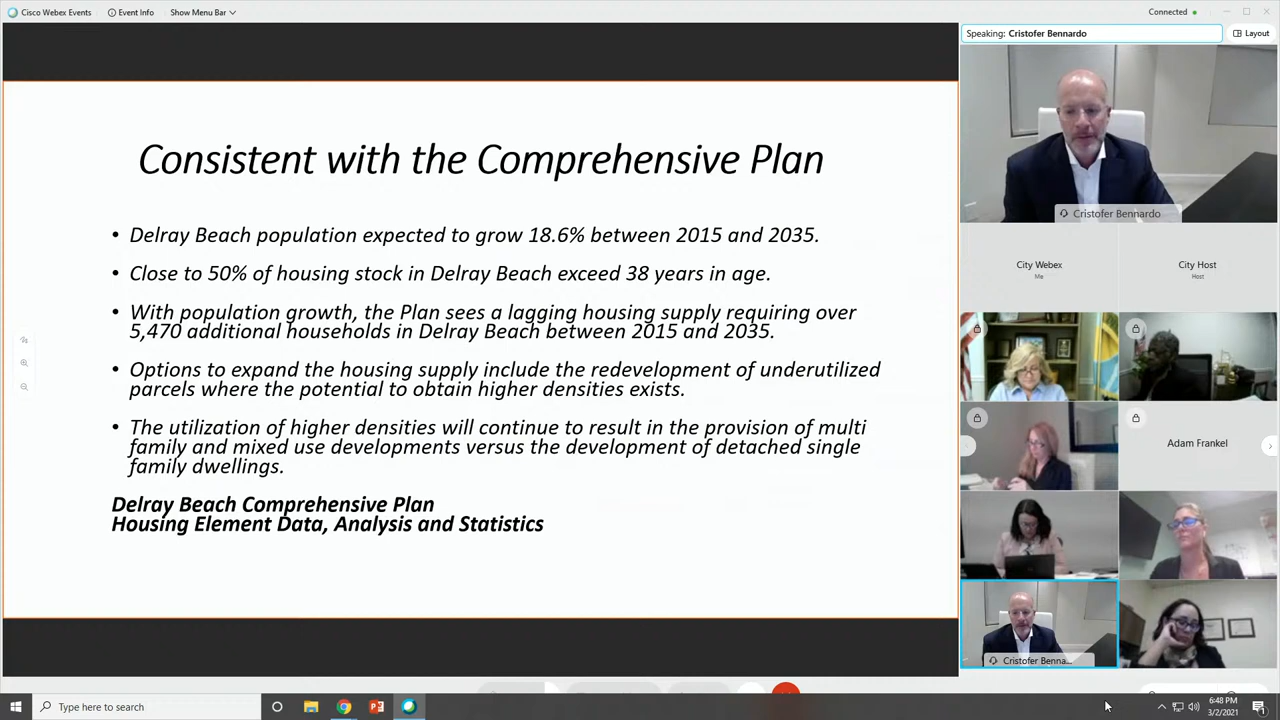 Cisco Webex Events
Event Info
Show Menu Bar
Connected
Speaking: Cristofer Bennardo
Layout
Consistent with the Comprehensive Plan
• Delray Beach population expected to grow 18.6% between 2015 and 2035.
• Close to 50% of housing stock in Delray Beach exceed 38 years in age.
• With population growth, the Plan sees a lagging housing supply requiring over
5,470 additional households in Delray Beach between 2015 and 2035.
• Options to expand the housing supply include the redevelopment of underutilized
parcels where the potential to obtain higher densities exists.
• The utilization of higher densities will continue to result in the provision of multi
family and mixed use developments versus the development of detached single
family dwellings.
Delray Beach Comprehensive Plan
Housing Element Data, Analysis and Statistics
Cristofer Bennardo
City Webex
Me
City Host
Host
Adam Frankel
Cristofer Benna...
Type here to search
6:48 PM
3/2/2021